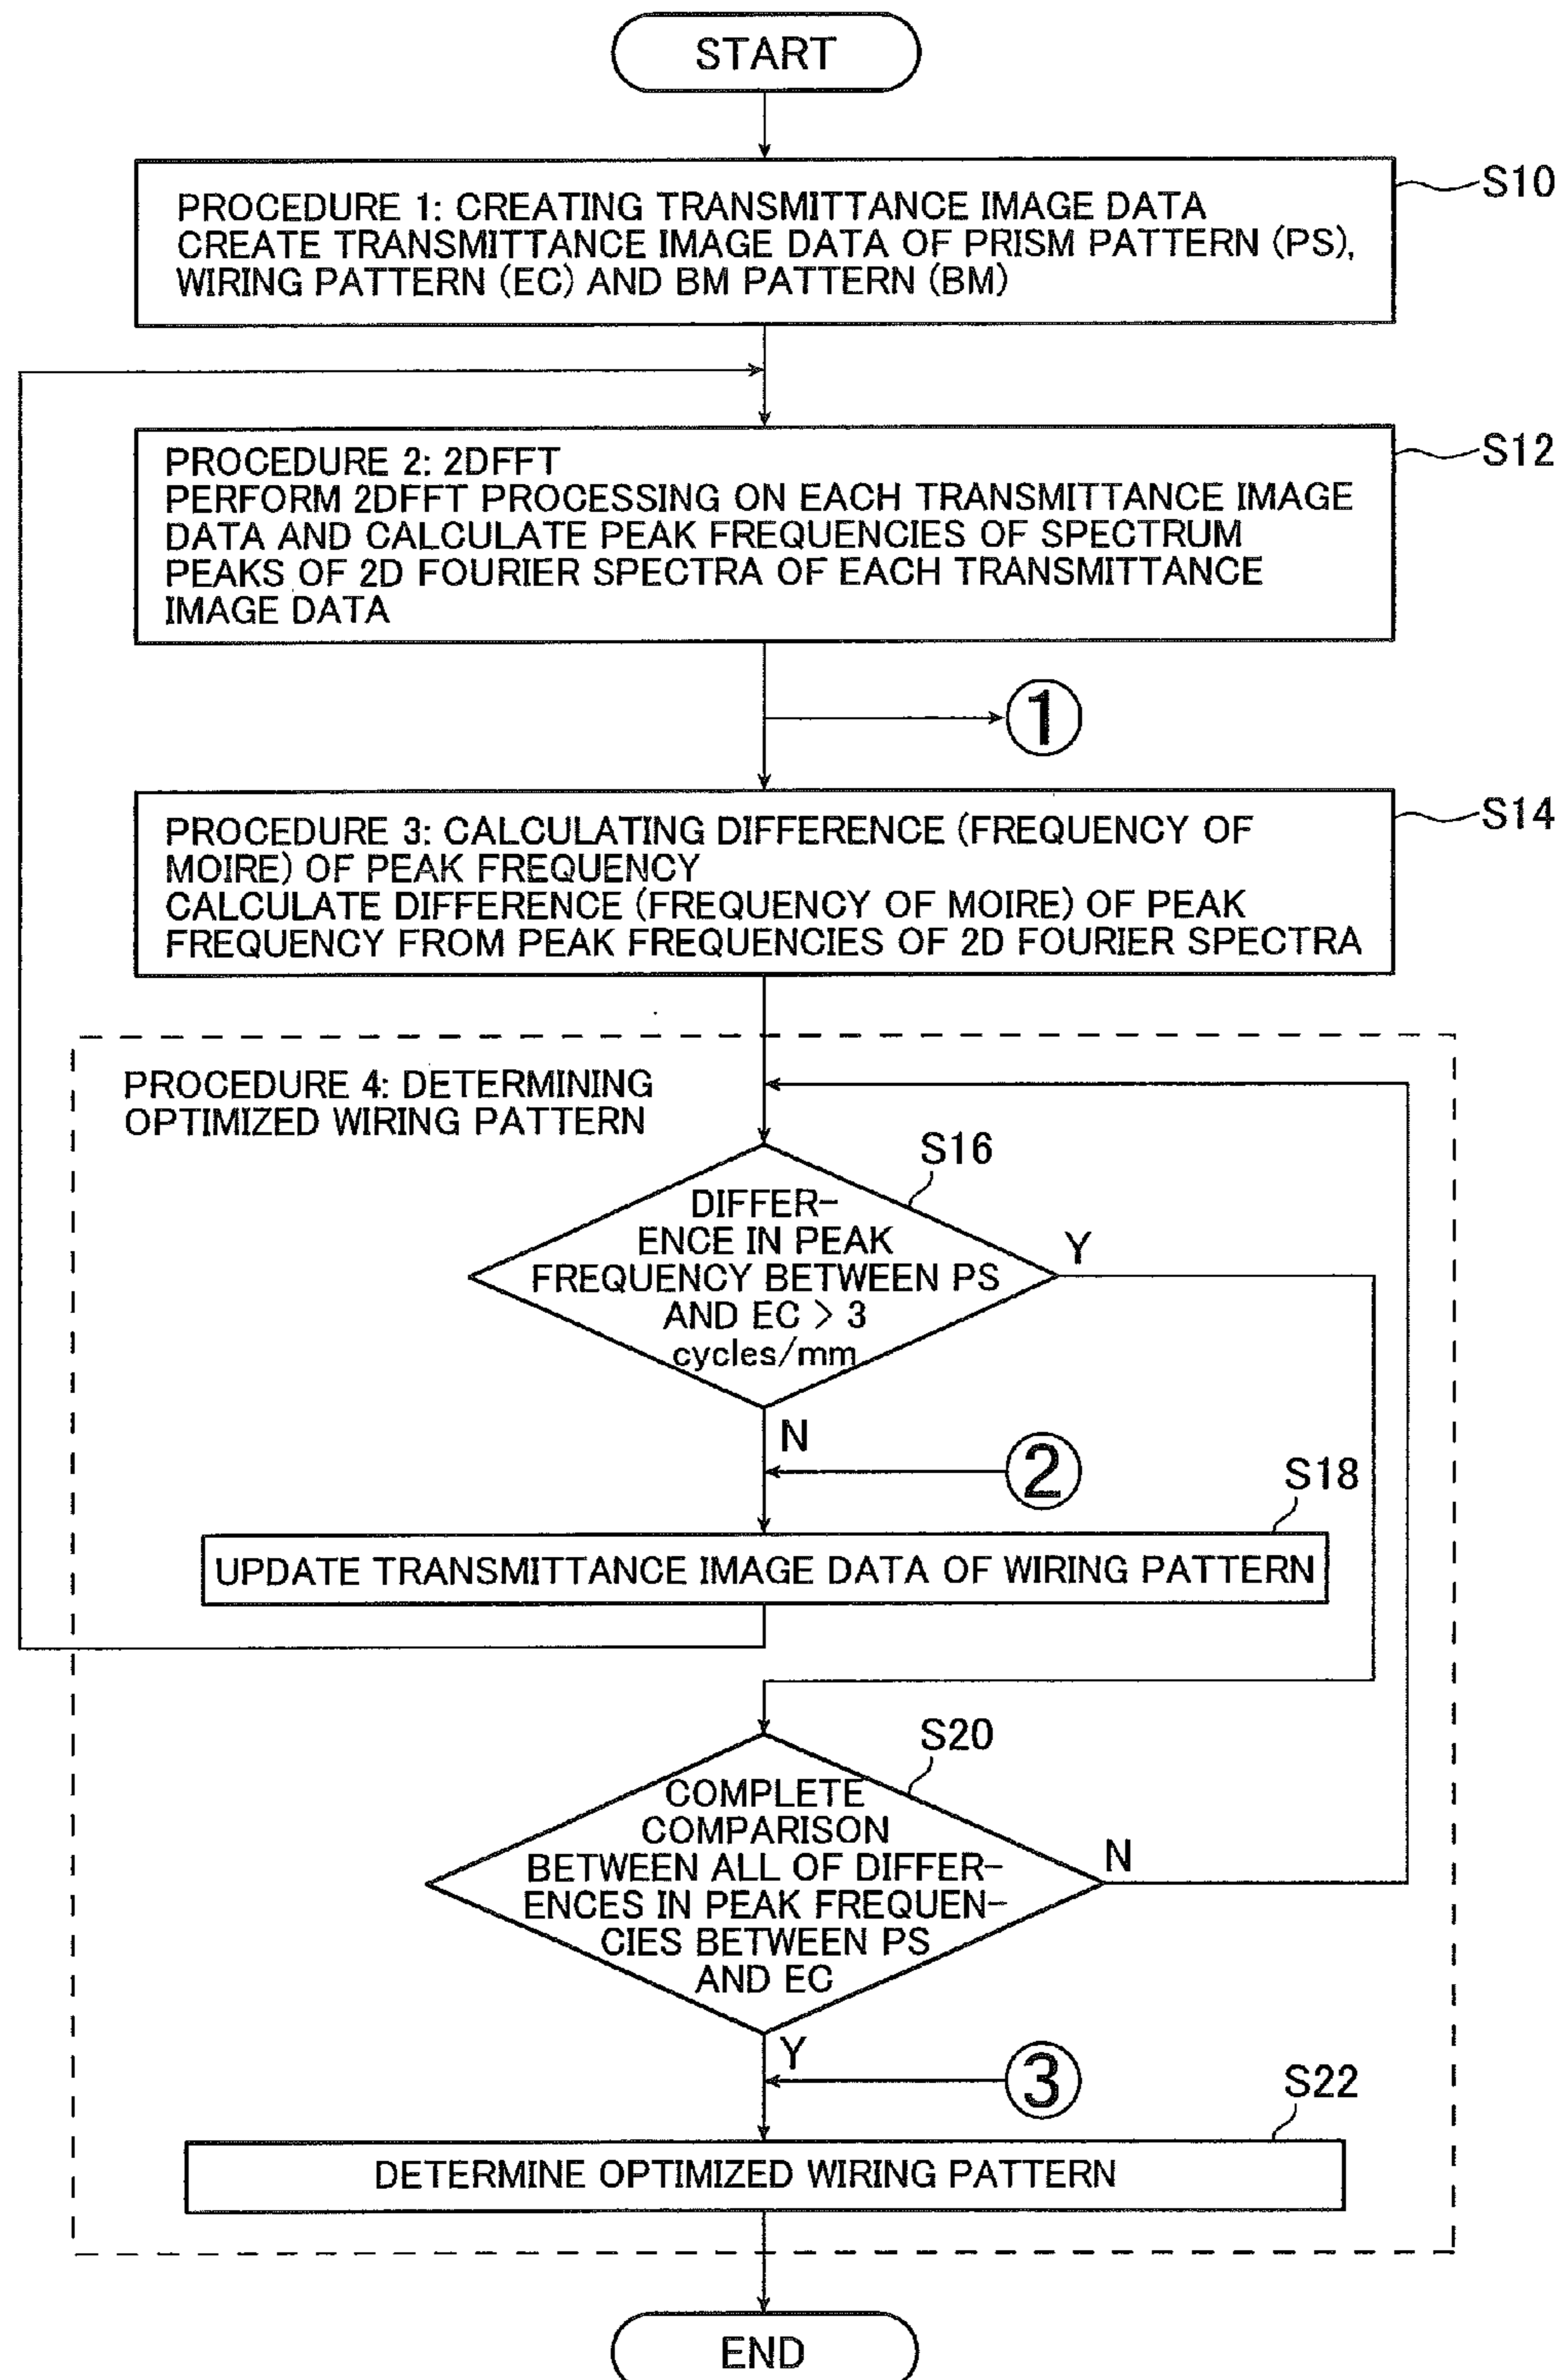 START
S10
PROCEDURE 1: CREATING TRANSMITTANCE IMAGE DATA
CREATE TRANSMITTANCE IMAGE DATA OF PRISM PATTERN (PS),
WIRING PATTERN (EC) AND BM PATTERN (BM)
S12
PROCEDURE 2: 2DFFT
PERFORM 2DFFT PROCESSING ON EACH TRANSMITTANCE IMAGE
DATA AND CALCULATE PEAK FREQUENCIES OF SPECTRUM
PEAKS OF 2D FOURIER SPECTRA OF EACH TRANSMITTANCE
IMAGE DATA
1
S14
PROCEDURE 3: CALCULATING DIFFERENCE (FREQUENCY OF
MOIRE) OF PEAK FREQUENCY
CALCULATE DIFFERENCE (FREQUENCY OF MOIRE) OF PEAK
FREQUENCY FROM PEAK FREQUENCIES OF 2D FOURIER SPECTRA
PROCEDURE 4: DETERMINING
OPTIMIZED WIRING PATTERN
S16
DIFFER-
ENCE IN PEAK
FREQUENCY BETWEEN PS
AND EC > 3
cycles/mm
Y
N
2
S18
UPDATE TRANSMITTANCE IMAGE DATA OF WIRING PATTERN
S20
COMPLETE
COMPARISON
BETWEEN ALL OF DIFFER-
ENCES IN PEAK FREQUEN-
CIES BETWEEN PS
AND EC
N
Y
3
S22
DETERMINE OPTIMIZED WIRING PATTERN
END